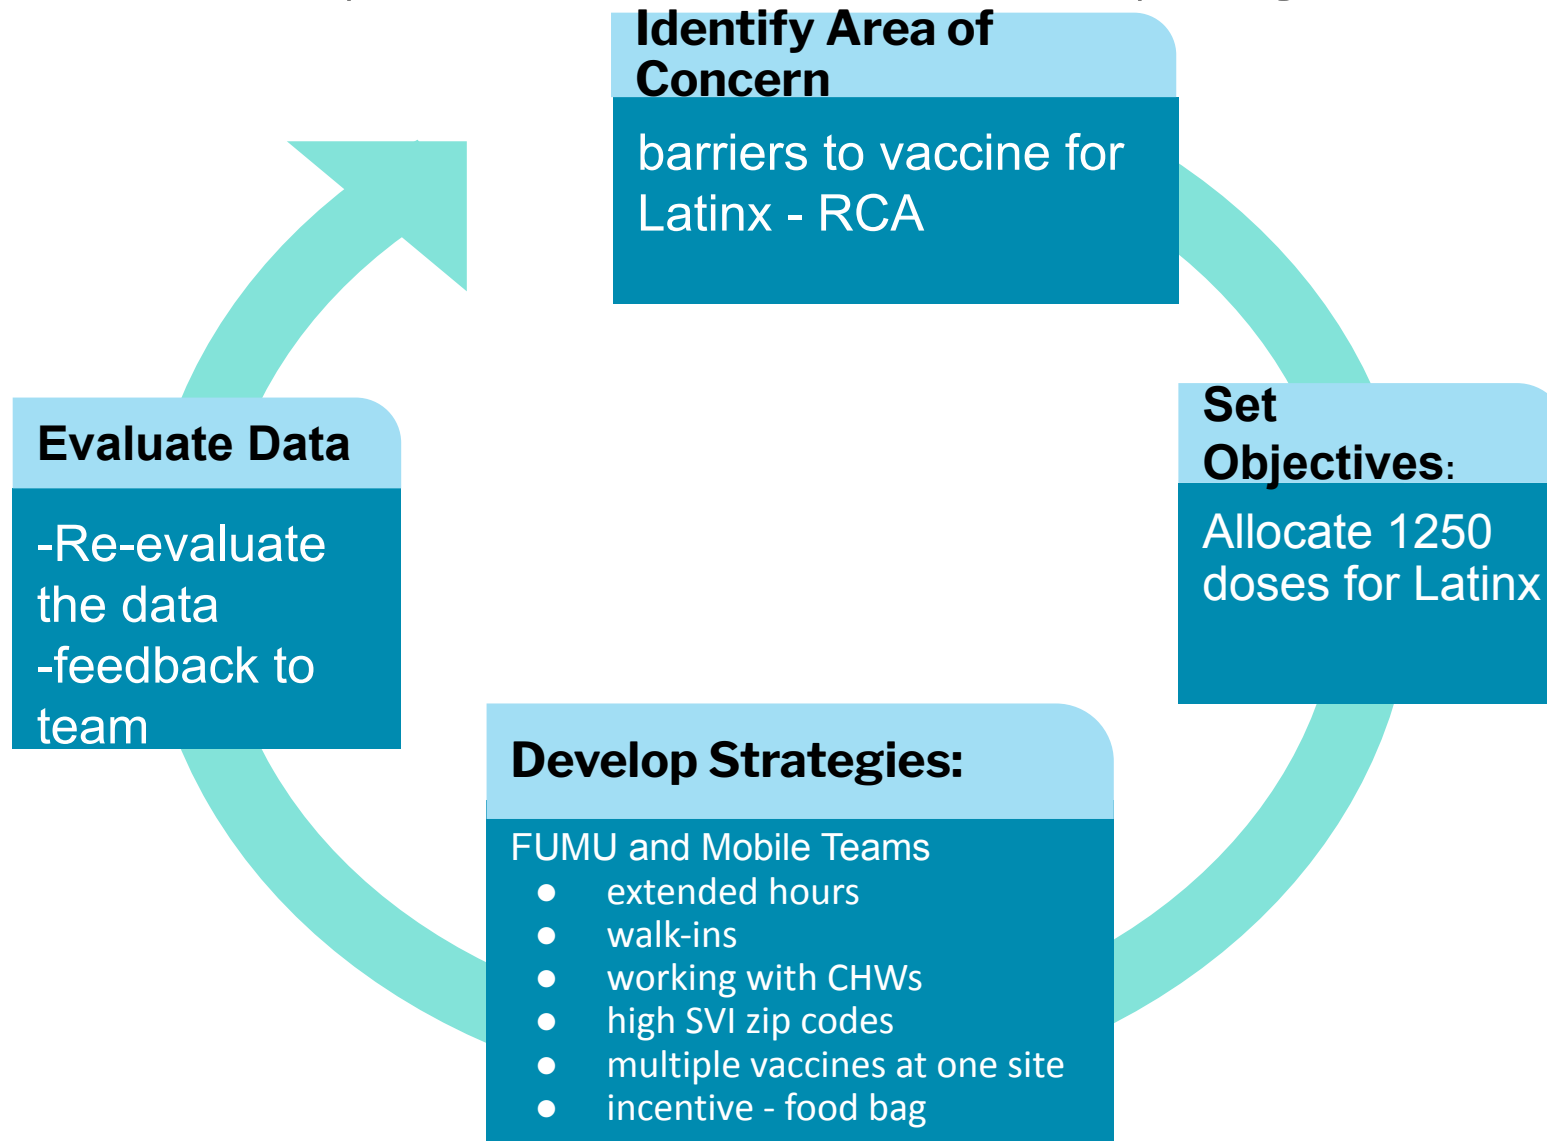 Identify Area of
Concern
barriers to vaccine for
Latinx - RCA
Set
Objectives:
Allocate 1250
doses for Latinx
Develop Strategies:
FUMU and Mobile Teams
● extended hours
● walk-ins
● working with CHWs
● high SVI zip codes
● multiple vaccines at one site
● incentive - food bag
Evaluate Data
-Re-evaluate
the data
-feedback to
team